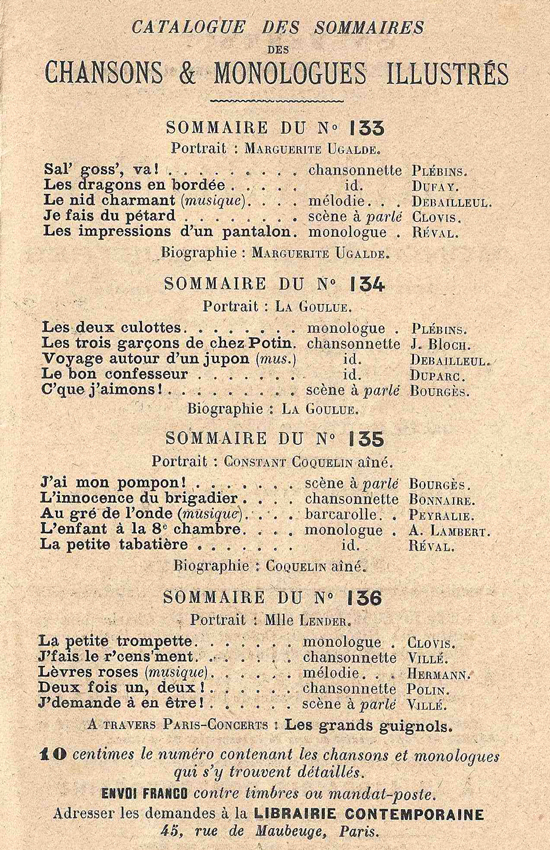 CATALOGUE DES SOMMAIRES
DES
CHANSONS & MONOLOGUES ILLUSTRÉS
SOMMAIRE DU Nº 133
Portrait : MARGUERITE UGALDE.
Sal' goss', va! . . . . . . . . . chansonnette PLÉBINS.
Les dragons en bordée . . . . . id. DUFAY.
Le nid charmant (musique). . . . mélodie. . . DEBAILLEUL.
Je fais du pétard . . . . . . . . scène à parlé CLOVIS.
Les impressions d'un pantalon. monologue . RÉVAL.
Biographie : MARGUERITE UGALDE.
SOMMAIRE DU Nº 134
Portrait : LA GOULUE.
Les deux culottes. . . . . . . . monologue . PLÉBINS.
Les trois garçons de chez Potin. chansonnette J. BLOCH.
Voyage autour d'un jupon (mus.) id. DEBAILLEUL.
Le bon confesseur . . . . . . . id. DUPARC.
C'que j'aimons! . . . . . . . . . scène à parlé BOURGÈS.
Biographie : LA GOULUE.
SOMMAIRE DU Nº 135
Portrait : CONSTANT COQUELIN aîné.
J'ai mon pompon! . . . . . . . scène à parlé BOURGÈS.
L'innocence du brigadier . . . . chansonnette BONNAIRE.
Au gré de l'onde (musique). . . . barcarolle. . PEYRALIE.
L'enfant à la 8e chambre. . . . monologue . A. LAMBERT.
La petite tabatière . . . . . . . id. RÉVAL.
Biographie : COQUELIN aîné.
SOMMAIRE DU Nº 136
Portrait : Mlle LENDER.
La petite trompette. . . . . . . monologue . CLOVIS.
J'fais le r'cens'ment. . . . . . . chansonnette VILLÉ.
Lèvres roses (musique). . . . . . mélodie. . . HERMANN.
Deux fois un, deux! . . . . . . chansonnette POLIN.
J'demande à en être! . . . . . . scène à parlé VILLÉ.
A TRAVERS PARIS-CONCERTS : Les grands guignols.
10 centimes le numéro contenant les chansons et monologues
qui s'y trouvent détaillés.
ENVOI FRANCO contre timbres ou mandat-poste.
Adresser les demandes à la LIBRAIRIE CONTEMPORAINE
45, rue de Maubeuge, Paris.